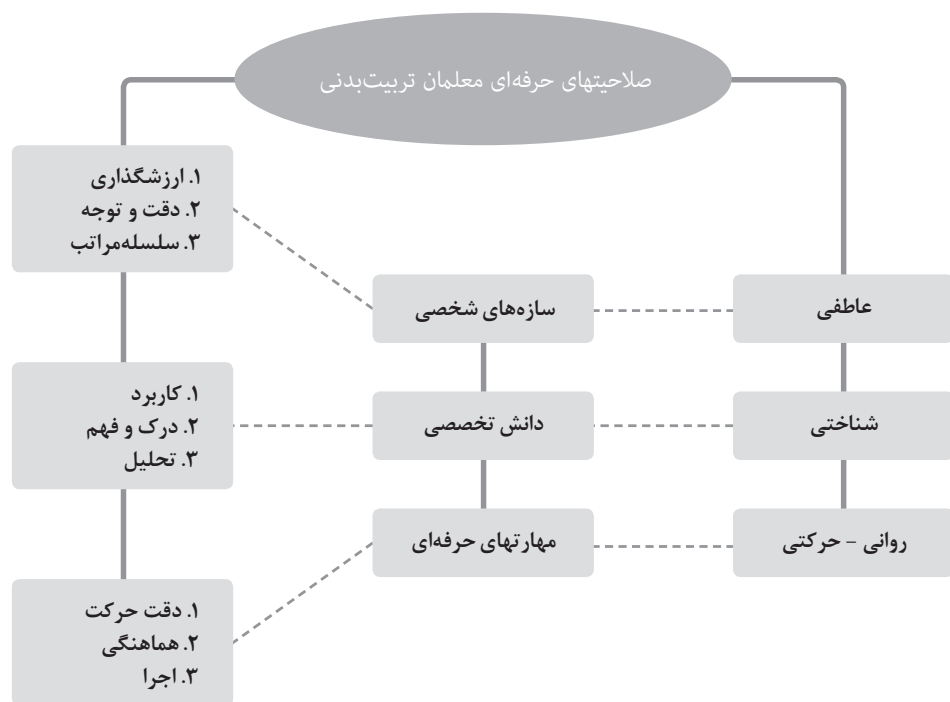 صلاحیتهای حرفه‌ای معلمان تربیت‌بدنی
عاطفی
سازه‌های شخصی
۱. ارزشگذاری
۲. دقت و توجه
۳. سلسله‌مراتب
شناختی
دانش تخصصی
۱. کاربرد
۲. درک و فهم
۳. تحلیل
روانی - حرکتی
مهارتهای حرفه‌ای
۱. دقت حرکت
۲. هماهنگی
۳. اجرا